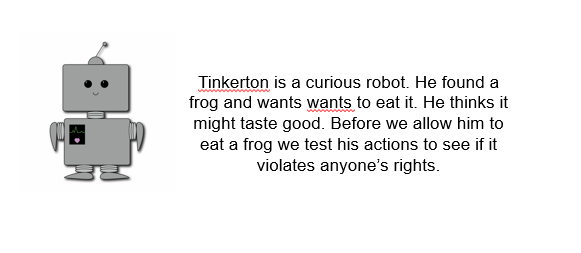 Tinkerton is a curious robot. He found a
frog and wants wants to eat it. He thinks it
might taste good. Before we allow him to
eat a frog we test his actions to see if it
violates anyone’s rights.